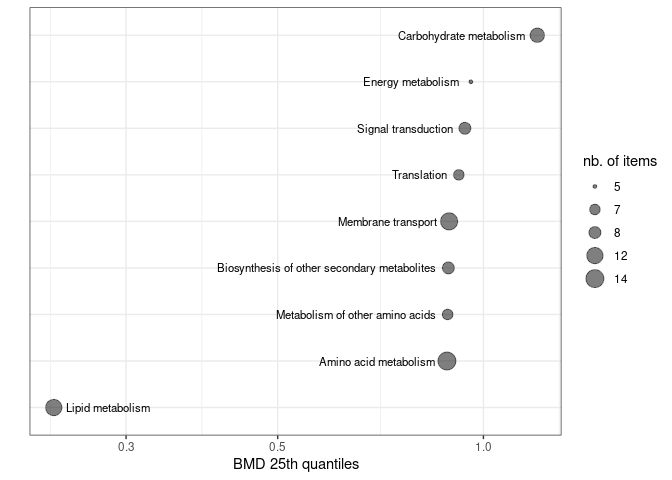 Carbohydrate metabolism
Energy metabolism
Signal transduction
Translation
Membrane transport
Biosynthesis of other secondary metabolites
Metabolism of other amino acids
Amino acid metabolism
Lipid metabolism
0.3 0.5 1.0
BMD 25th quantiles
nb. of items
5
7
8
12
14